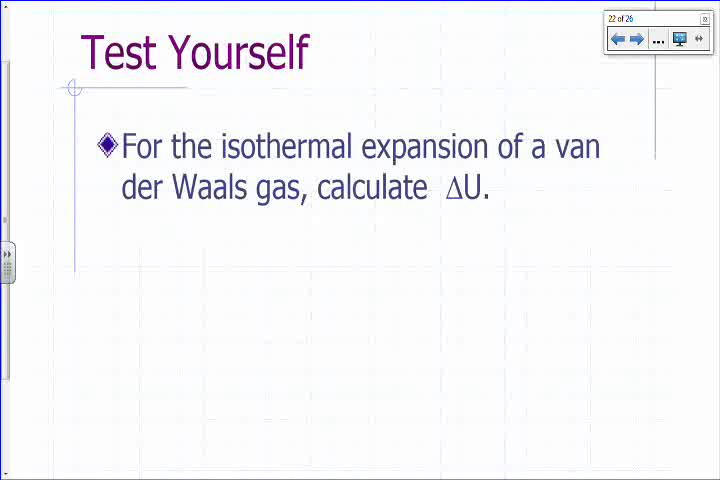 22 of 26
Test Yourself
For the isothermal expansion of a van
der Waals gas, calculate ΔU.